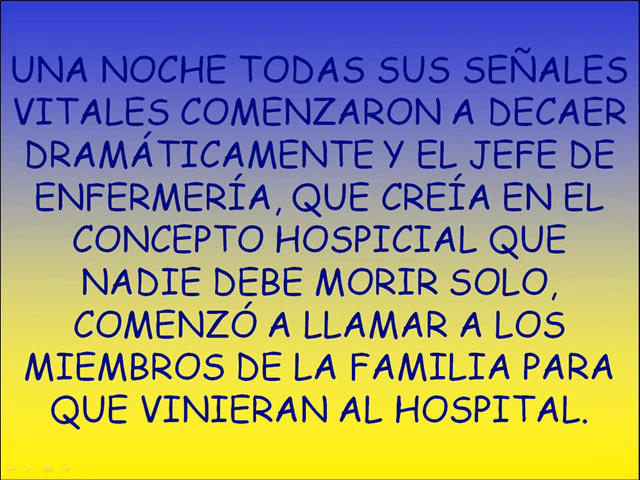 UNA NOCHE TODAS SUS SEÑALES
VITALES COMENZARON A DECAER
DRAMÁTICAMENTE Y EL JEFE DE
ENFERMERÍA, QUE CREÍA EN EL
CONCEPTO HOSPICIAL QUE
NADIE DEBE MORIR SOLO,
COMENZÓ A LLAMAR A LOS
MIEMBROS DE LA FAMILIA PARA
QUE VINIERAN AL HOSPITAL.